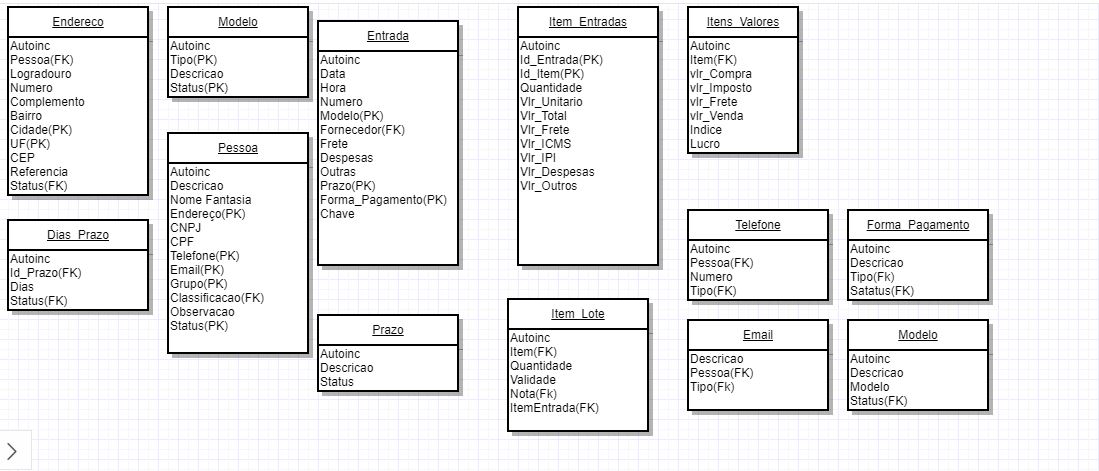 Endereco
Autoinc
Pessoa(FK)
Logradouro
Numero
Complemento
Bairro
Cidade(PK)
UF(PK)
CEP
Referencia
Status(FK)
Dias_Prazo
Autoinc
Id_Prazo(FK)
Dias
Status(FK)
Modelo
Autoinc
Tipo(PK)
Descricao
Status(PK)
Pessoa
Autoinc
Descricao
Nome Fantasia
Endereço(PK)
CNPJ
CPF
Telefone(PK)
Email(PK)
Grupo(PK)
Classificacao(FK)
Observacao
Status(PK)
Entrada
Autoinc
Data
Hora
Numero
Modelo(PK)
Fornecedor(FK)
Frete
Despesas
Outras
Prazo(PK)
Forma_Pagamento(PK)
Chave
Prazo
Autoinc
Descricao
Status
Item_Entradas
Autoinc
Id_Entrada(PK)
Id_Item(PK)
Quantidade
Vlr_Unitario
Vlr_Total
Vlr_Frete
Vlr_ICMS
Vlr_IPI
Vlr_Despesas
Vlr_Outros
Item_Lote
Autoinc
Item(FK)
Quantidade
Validade
Nota(Fk)
ItemEntrada(FK)
Itens_Valores
Autoinc
Item(FK)
vlr_Compra
vlr_Imposto
vlr_Frete
vlr_Venda
Indice
Lucro
Telefone
Autoinc
Pessoa(FK)
Numero
Tipo(FK)
Forma_Pagamento
Autoinc
Descricao
Tipo(Fk)
Satatus(FK)
Email
Descricao
Pessoa(FK)
Tipo(Fk)
Modelo
Autoinc
Descricao
Modelo
Status(FK)